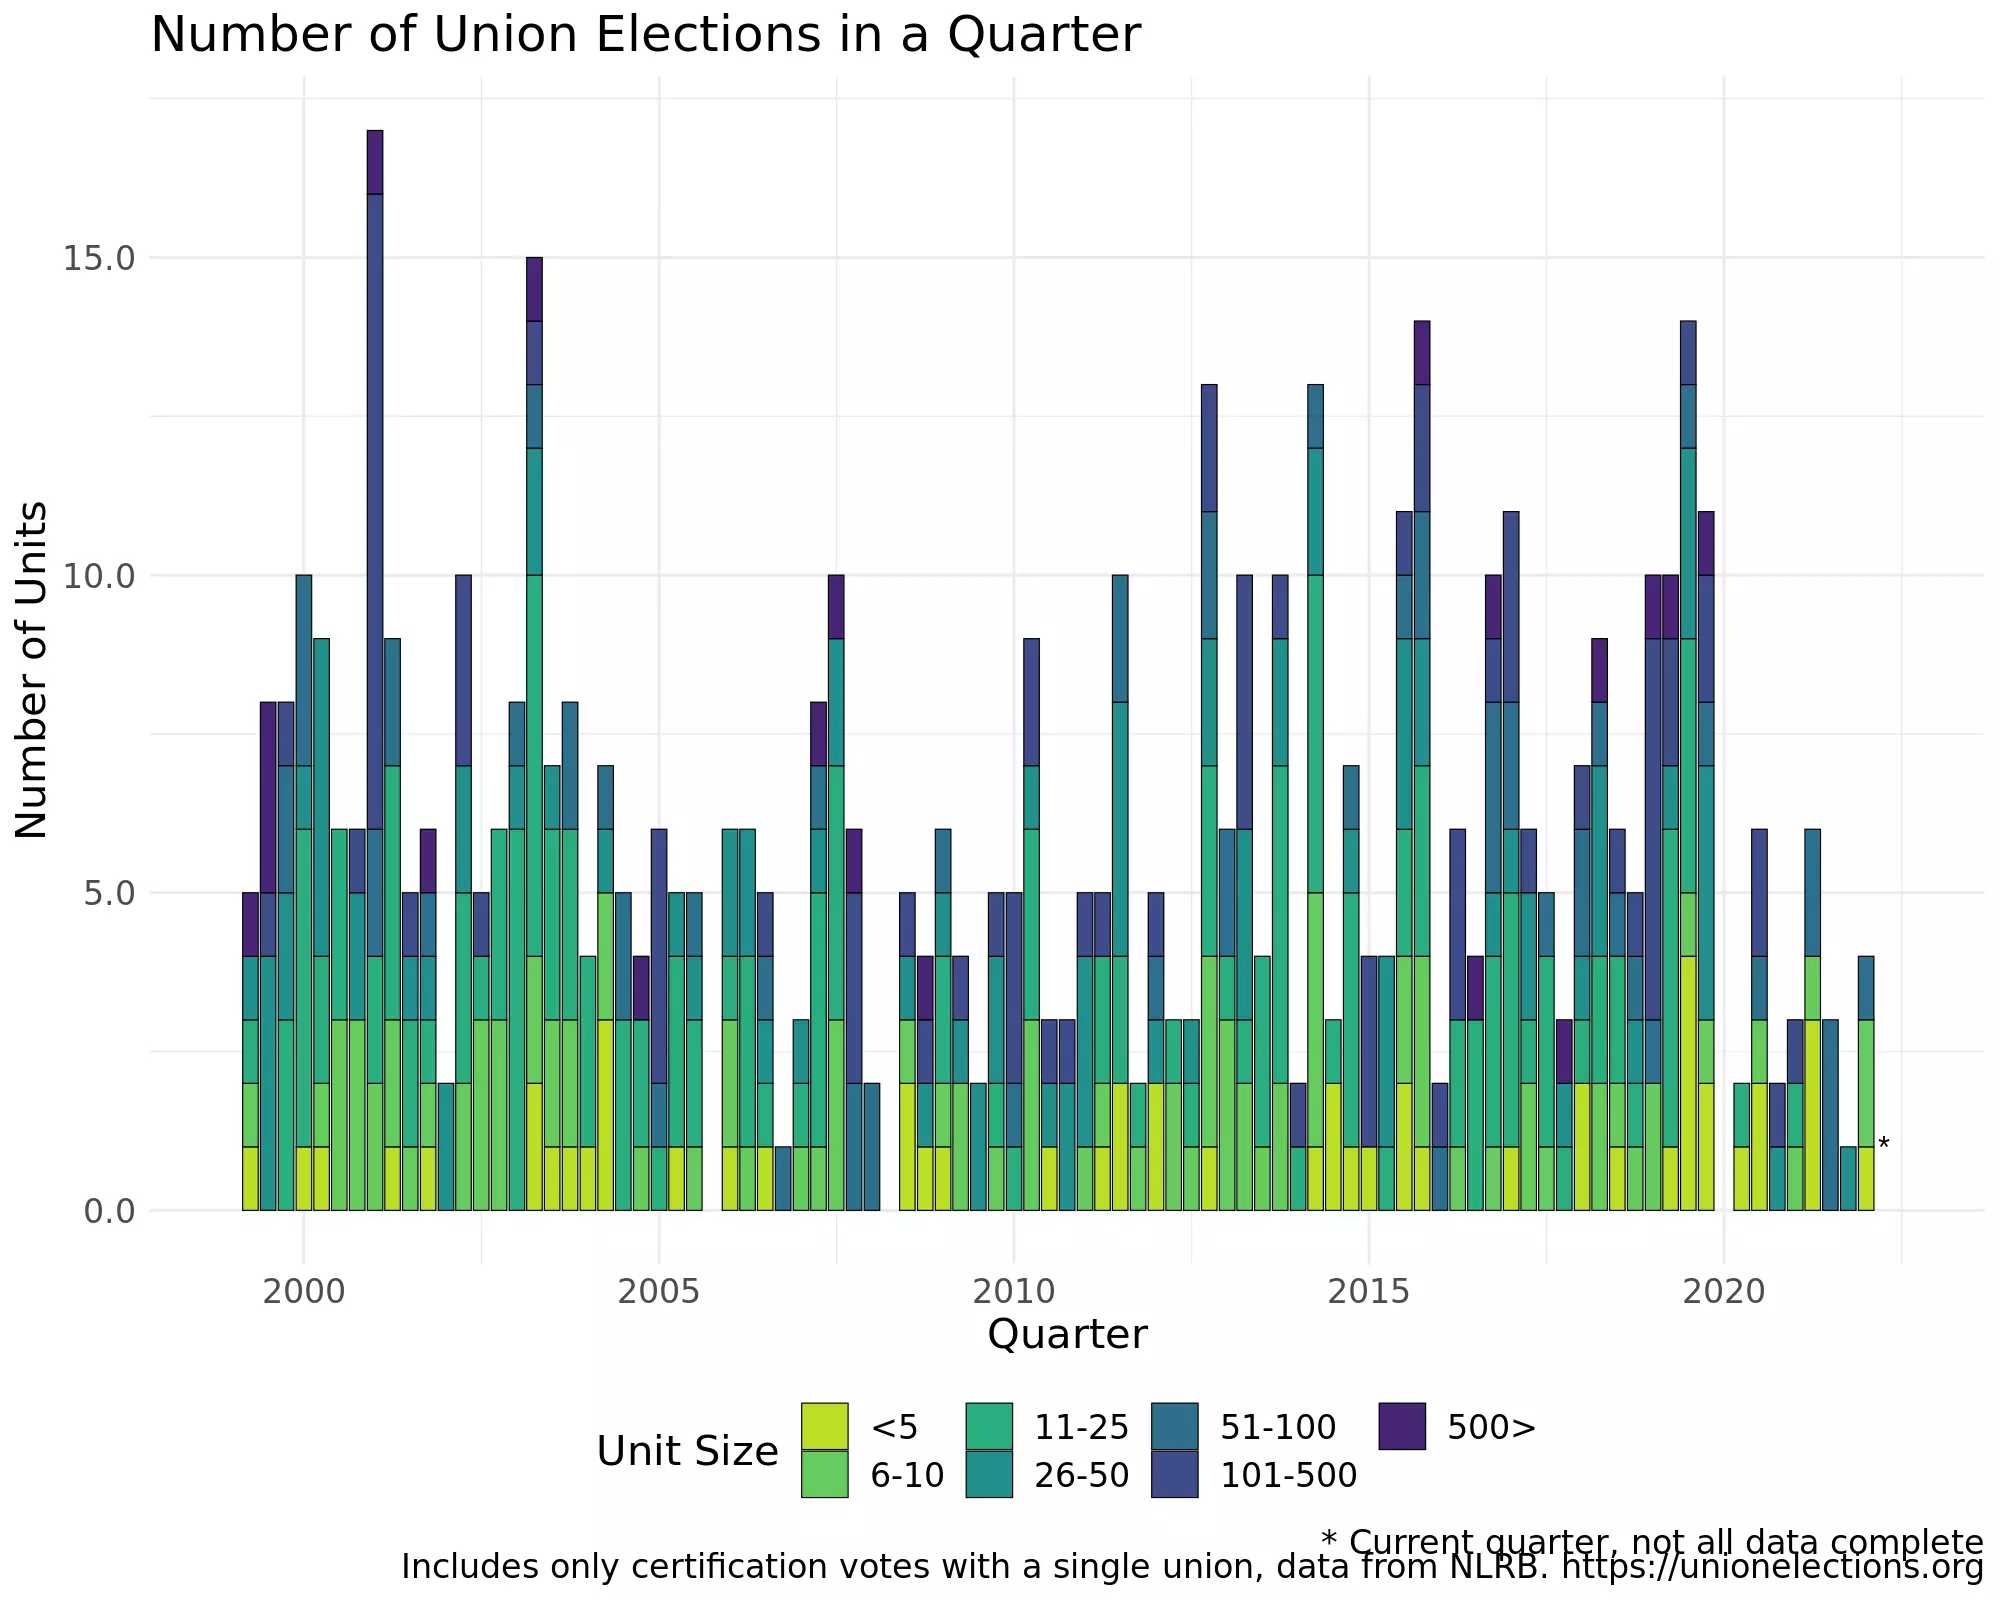 Number of Union Elections in a Quarter
Number of Units
15.0
10.0
5.0
0.0
*
2000 2005 2010 2015 2020
Quarter
Unit Size
<5 11-25 51-100 500>
6-10 26-50 101-500
* Current quarter, not all data complete
Includes only certification votes with a single union, data from NLRB. https://unionelections.org